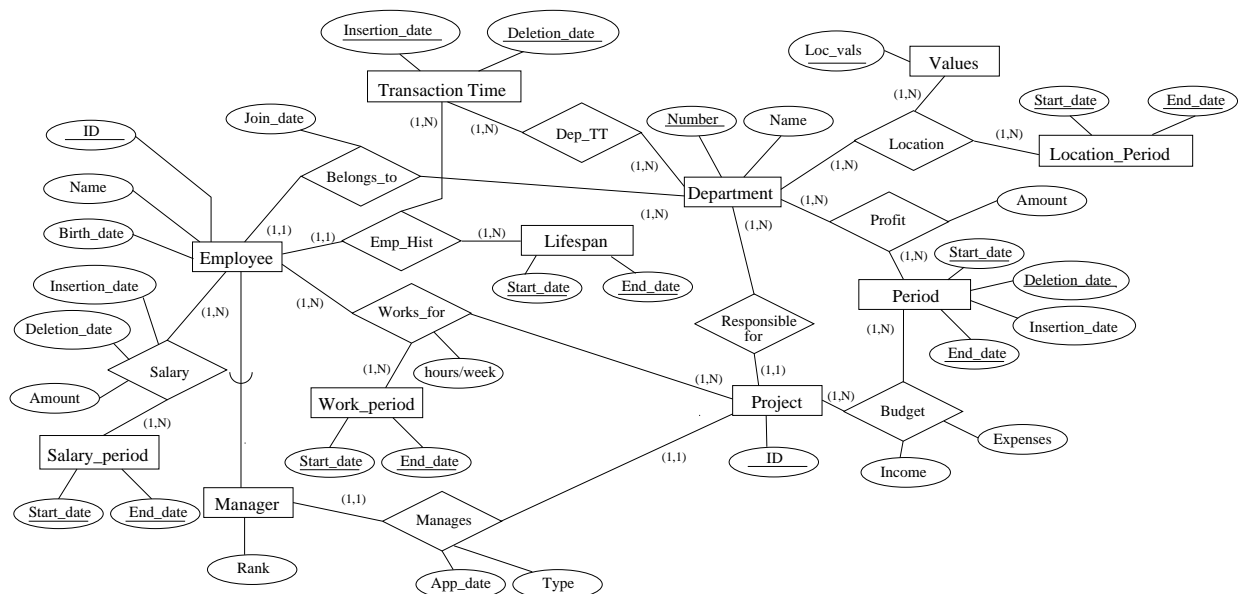 Insertion_date
Deletion_date
Loc_vals
Values
Transaction Time
Join_date
(1,N)
(1,N)
Dep_TT
Number
Name
(1,N)
Start_date
End_date
ID
Location
(1,N)
Location_Period
(1,N)
(1,N)
Belongs_to
Name
Department
(1,N)
Amount
Profit
(1,N)
(1,N)
Birth_date
(1,1)
(1,1)
Emp_Hist
(1,N)
Lifespan
Employee
(1,N)
Start_date
Insertion_date
Start_date
End_date
Deletion_date
(1,N)
(1,N)
Works_for
Period
Deletion_date
Responsible
for
(1,N)
Insertion_date
End_date
Salary
(1,N)
hours/week
(1,1)
(1,N)
Amount
Work_period
Project
(1,N)
Budget
(1,N)
Salary_period
Start_date
End_date
(1,1)
ID
Expenses
Income
Start_date
End_date
Manager
(1,1)
Manages
Rank
App_date
Type